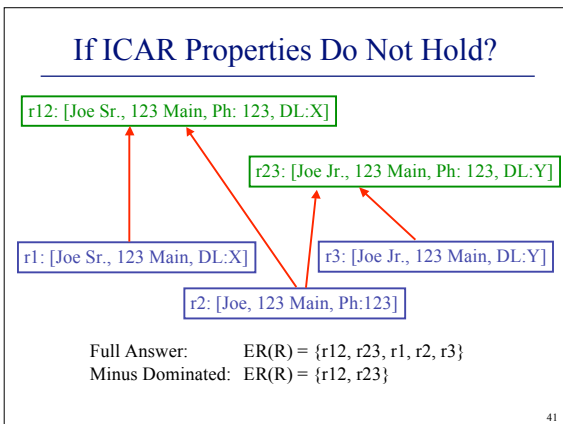 If ICAR Properties Do Not Hold?
r12: [Joe Sr., 123 Main, Ph: 123, DL:X]
r23: [Joe Jr., 123 Main, Ph: 123, DL:Y]
r1: [Joe Sr., 123 Main, DL:X]
r3: [Joe Jr., 123 Main, DL:Y]
r2: [Joe, 123 Main, Ph:123]
Full Answer: ER(R) = {r12, r23, r1, r2, r3}
Minus Dominated: ER(R) = {r12, r23}
41